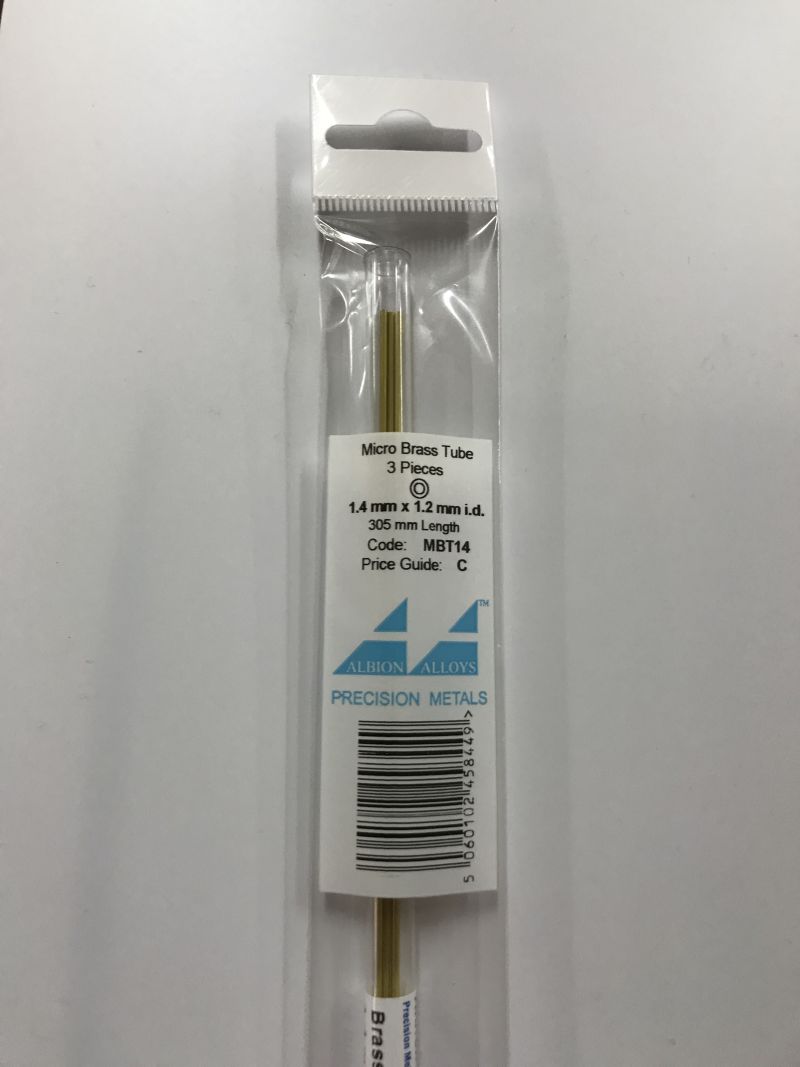 Micro Brass Tube
3 Pieces
1.4 mm x 1.2 mm i.d.
305 mm Length
Code: MBT14
Price Guide: C
TM
ALBION ALLOYS
PRECISION METALS
5 060102 458449 >
Precision
Brass